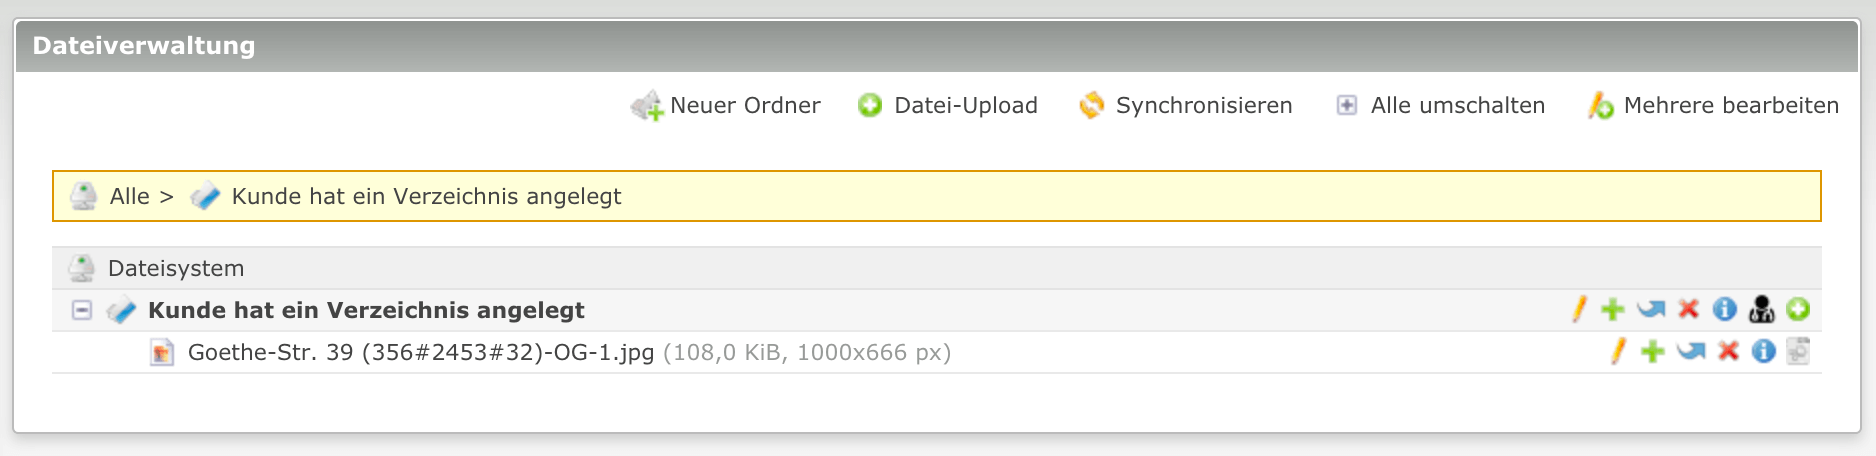 Dateiverwaltung
Neuer Ordner Datei-Upload Synchronisieren Alle umschalten Mehrere bearbeiten
Alle > Kunde hat ein Verzeichnis angelegt
Dateisystem
Kunde hat ein Verzeichnis angelegt
Goethe-Str. 39 (356#2453#32)-OG-1.jpg (108,0 KiB, 1000x666 px)